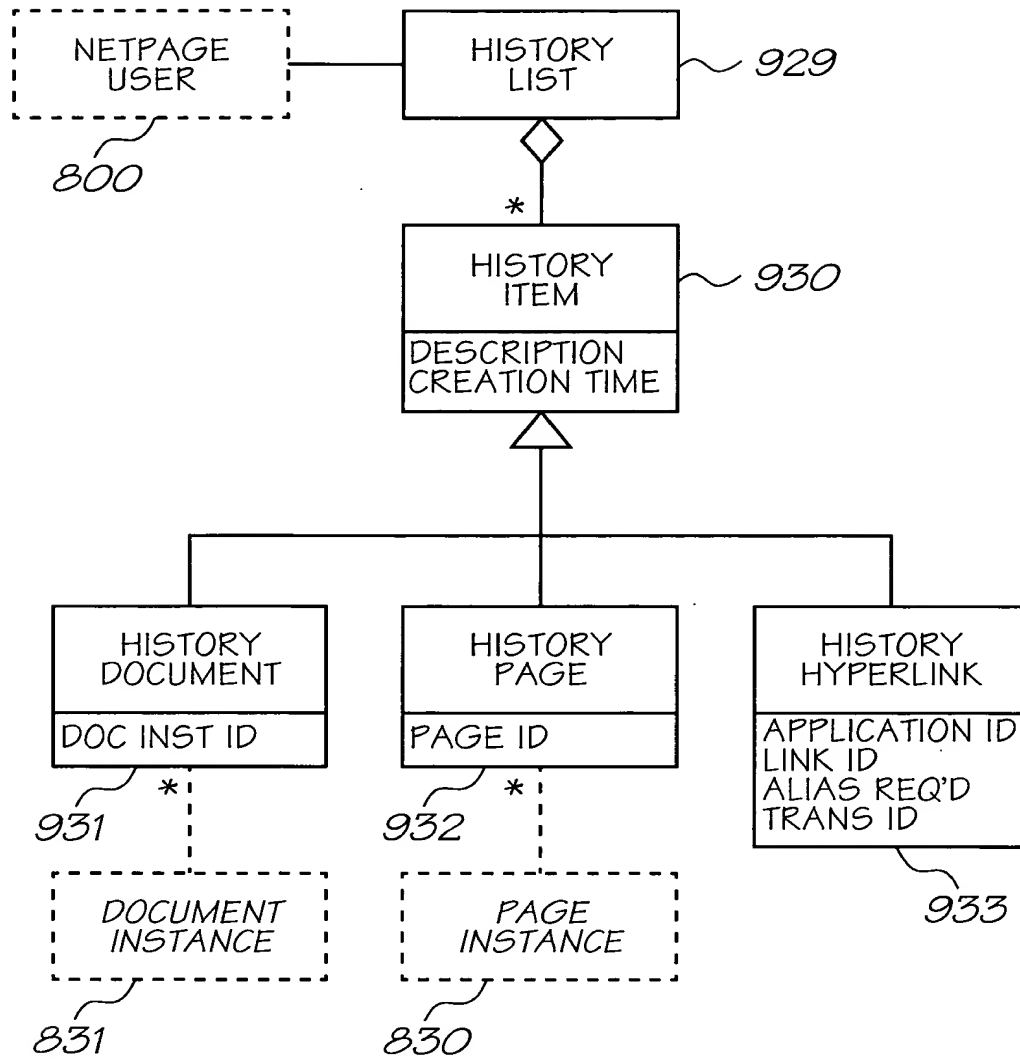 NETPAGE
USER
800
HISTORY
LIST
929
*
HISTORY
ITEM
930
DESCRIPTION
CREATION TIME
HISTORY
DOCUMENT
DOC INST ID
931
*
HISTORY
PAGE
PAGE ID
932
*
HISTORY
HYPERLINK
APPLICATION ID
LINK ID
ALIAS REQ'D
TRANS ID
933
DOCUMENT
INSTANCE
831
PAGE
INSTANCE
830